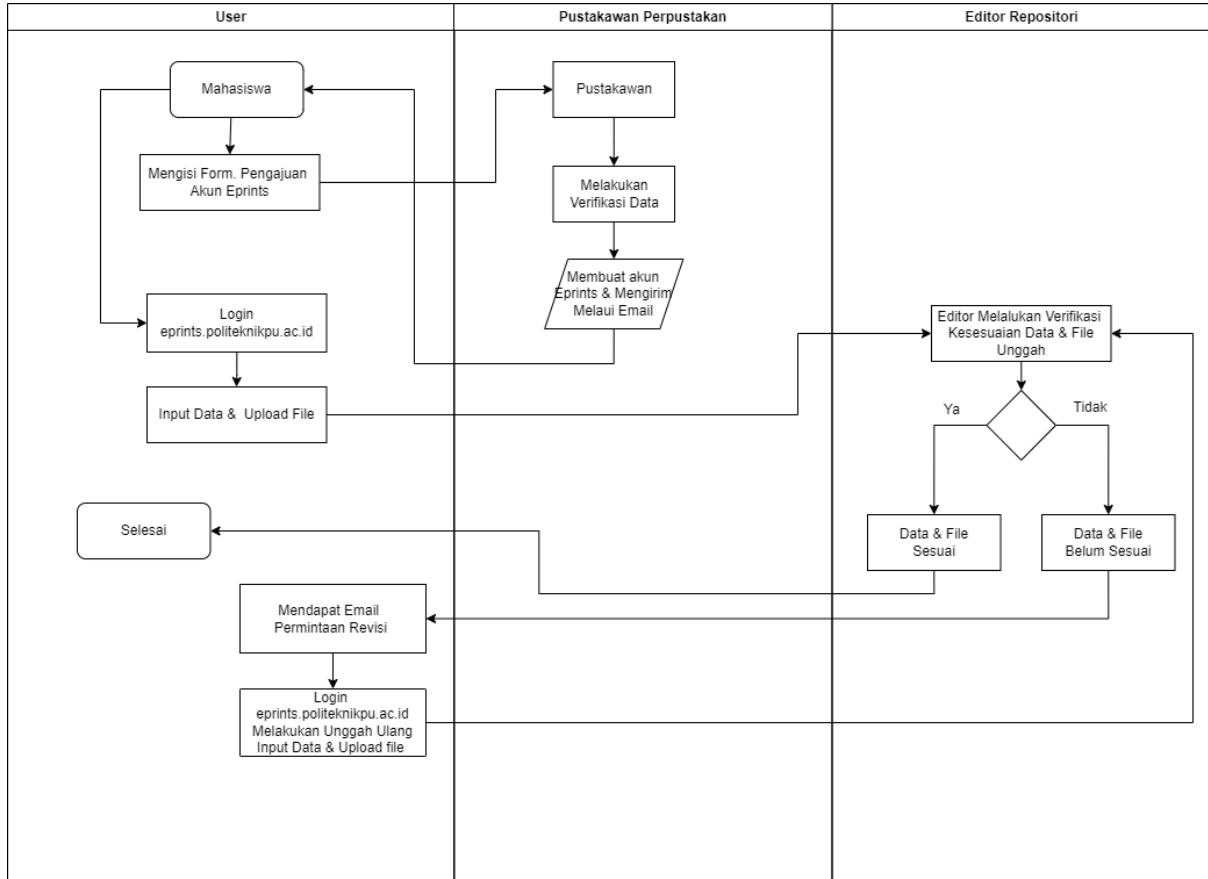 User
Pustakawan Perpustakan
Editor Repositori
Mahasiswa
Mengisi Form. Pengajuan
Akun Eprints
Pustakawan
Melakukan
Verifikasi Data
Membuat akun
Eprints & Mengirim
Melaui Email
Login
eprints.politeknikpu.ac.id
Input Data & Upload File
Editor Melalukan Verifikasi
Kesesuaian Data & File
Unggah
Ya
Tidak
Data & File
Sesuai
Data & File
Belum Sesuai
Selesai
Mendapat Email
Permintaan Revisi
Login
eprints.politeknikpu.ac.id
Melakukan Unggah Ulang
Input Data & Upload file